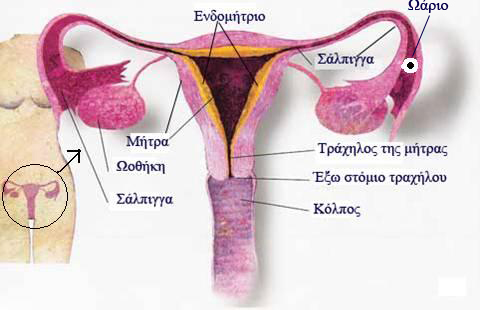 Ωάριο
Ενδομήτριο
Σάλπιγγα
Μήτρα
Τράχηλος της μήτρας
Ωοθήκη
Έξω στόμιο τραχήλου
Σάλπιγγα
Κόλπος